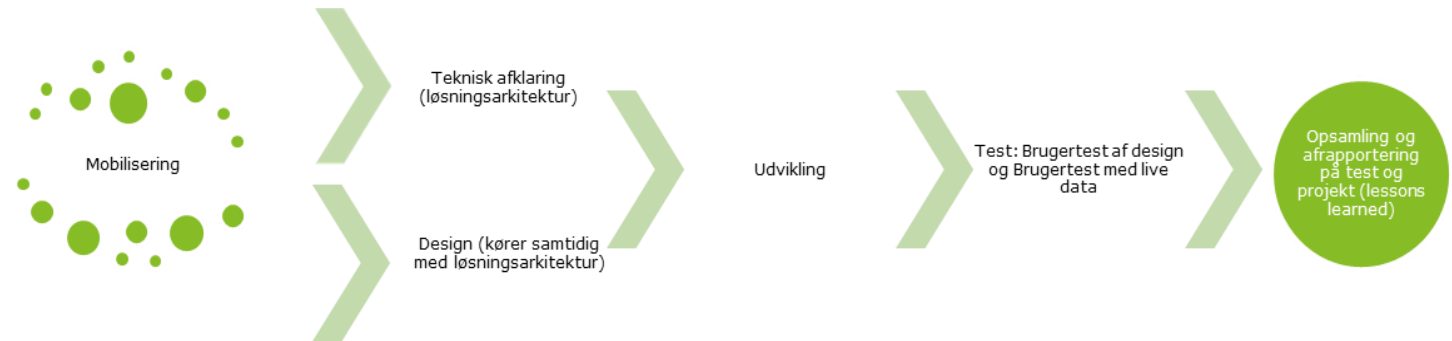 Mobilisering
Teknisk afklaring
(løsningsarkitektur)
Design (kører samtidig
med løsningsarkitektur)
Udvikling
Test: Brugertest af design
og Brugertest med live
data
Opsamling og
afrapportering
på test og
projekt (lessons
learned)